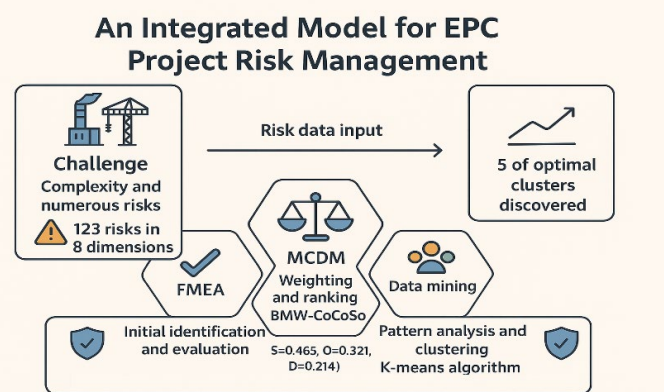 An Integrated Model for EPC
Project Risk Management
Challenge
Complexity and
numerous risks
123 risks in
8 dimensions
Risk data input
5 of optimal
clusters
discovered
FMEA
MCDM
Weighting
and ranking
BMW-CoCoSo
Data mining
Initial identification
and evaluation
S=0.465, O=0.321,
D=0.214)
Pattern analysis and
clustering
K-means algorithm